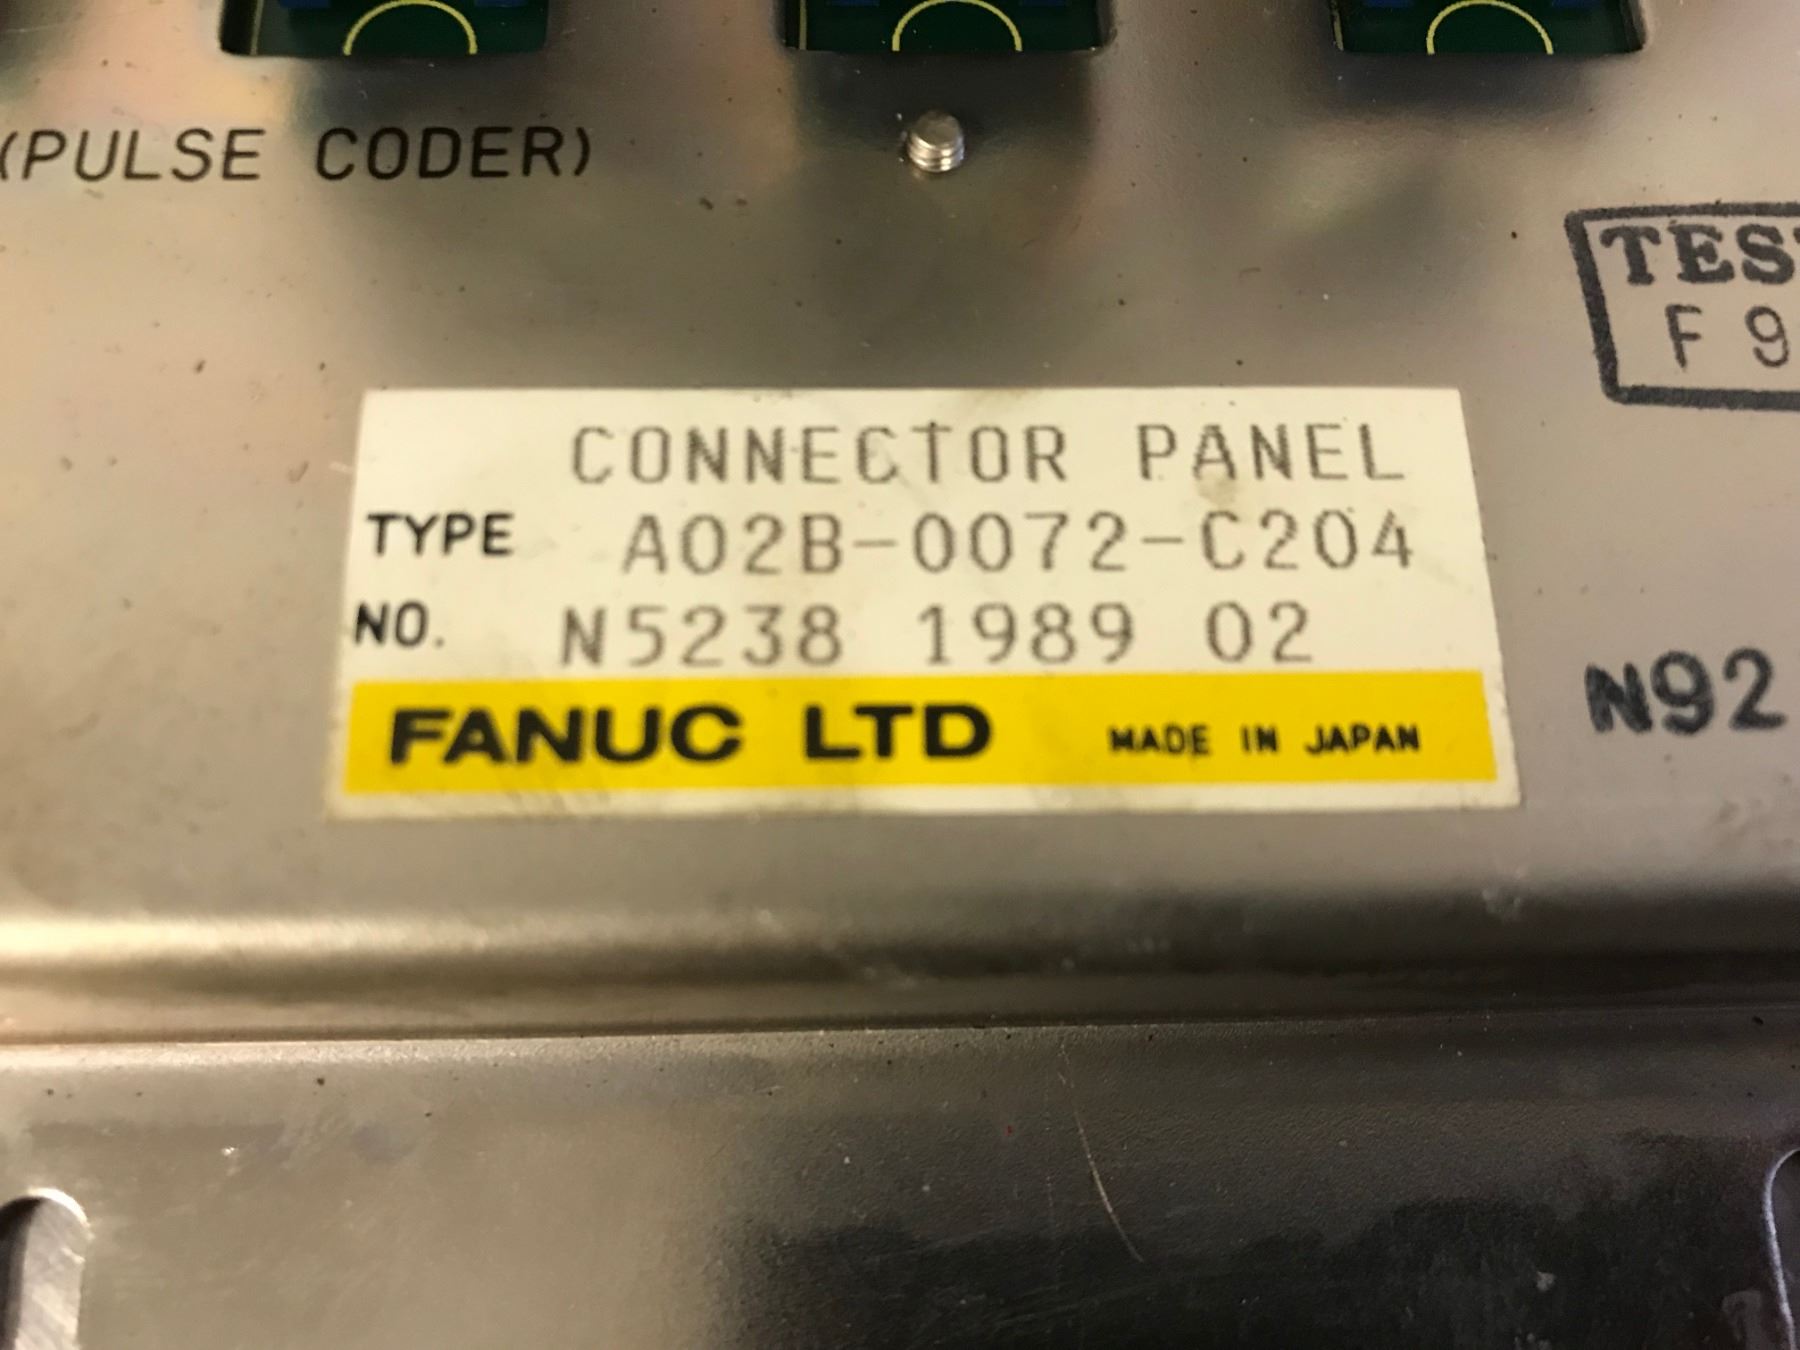 (PULSE CODER)
TES
F 9
CONNECTOR PANEL
TYPE A02B-0072-C204
NO. N5238 1989 02
N92
FANUC LTD MADE IN JAPAN